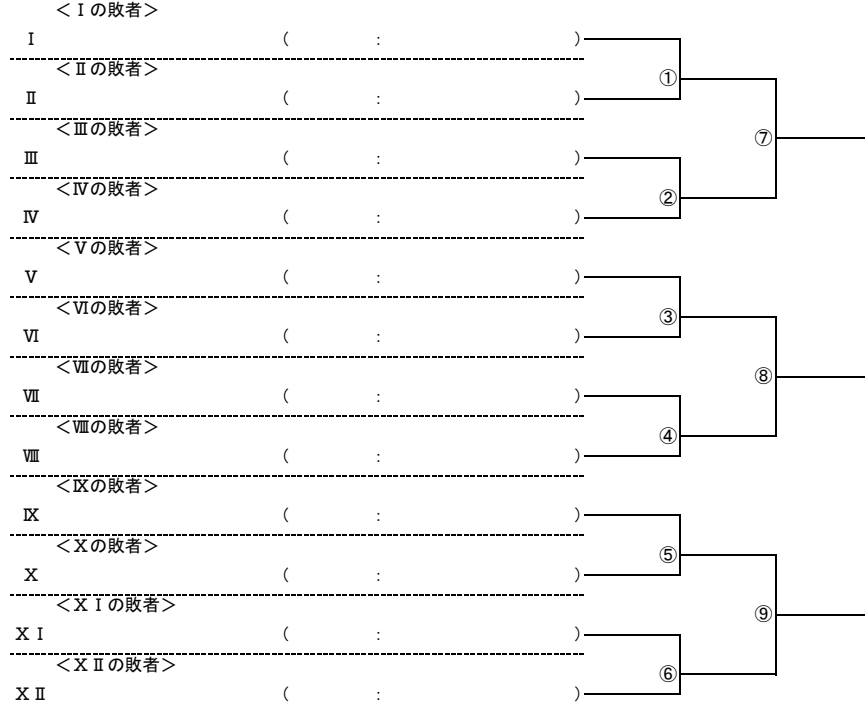 ＜Ⅰの敗者＞
Ⅰ （ : ）
①
＜Ⅱの敗者＞
Ⅱ （ : ）
⑦
＜Ⅲの敗者＞
Ⅲ （ : ）
②
＜Ⅳの敗者＞
Ⅳ （ : ）
＜Ⅴの敗者＞
Ⅴ （ : ）
③
＜Ⅵの敗者＞
Ⅵ （ : ）
⑧
＜Ⅶの敗者＞
Ⅶ （ : ）
④
＜Ⅷの敗者＞
Ⅷ （ : ）
＜Ⅸの敗者＞
Ⅸ （ : ）
⑤
＜Ⅹの敗者＞
Ⅹ （ : ）
⑨
＜ⅩⅠの敗者＞
ⅩⅠ （ : ）
⑥
＜ⅩⅡの敗者＞
ⅩⅡ （ : ）